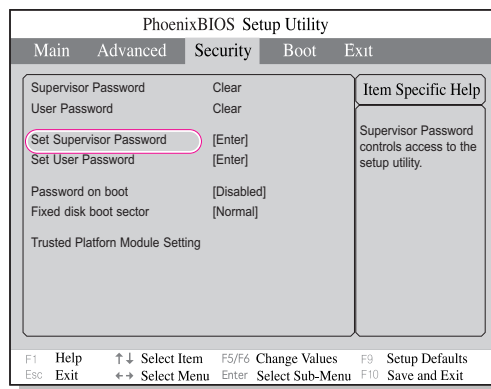 PhoenixBIOS Setup Utility
Main Advanced Security Boot Exit
Supervisor Password Clear
User Password Clear
Set Supervisor Password [Enter]
Set User Password [Enter]
Password on boot [Disabled]
Fixed disk boot sector [Normal]
Trusted Platforn Module Setting
Item Specific Help
Supervisor Password
controls access to the
setup utility.
F1 Help ↑↓ Select Item F5/F6 Change Values F9 Setup Defaults
Esc Exit ←→ Select Menu Enter Select Sub-Menu F10 Save and Exit